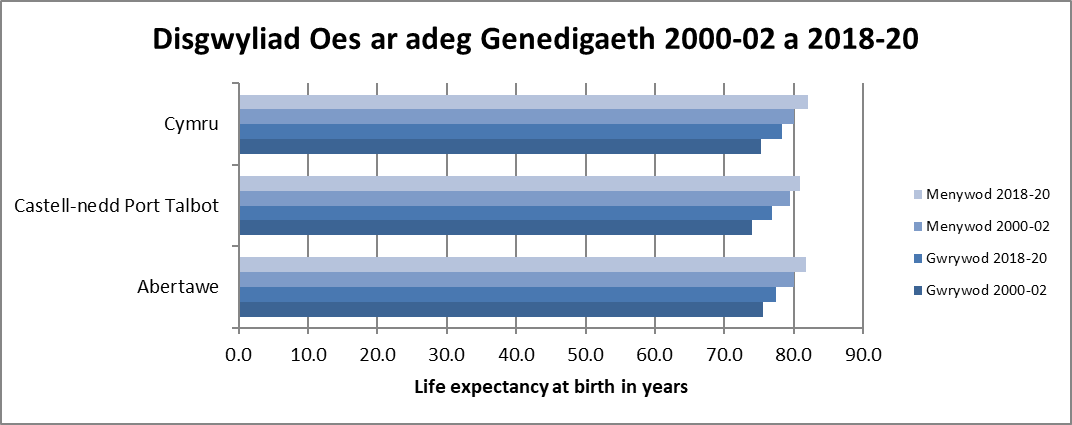 Disgwyliad Oes ar adeg Genedigaeth 2000-02 a 2018-20
Cymru
Castell-nedd Port Talbot
Abertawe
Menywod 2018-20
Menywod 2000-02
Gwrywod 2018-20
Gwrywod 2000-02
0.0 10.0 20.0 30.0 40.0 50.0 60.0 70.0 80.0 90.0
Life expectancy at birth in years